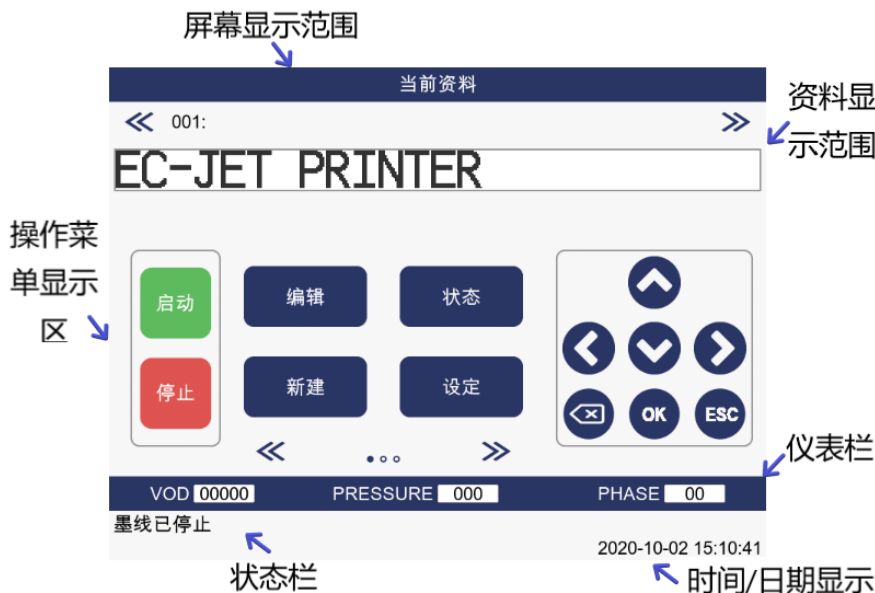 屏幕显示范围
当前资料
资料显
示范围
001:
EC-JET PRINTER
操作菜
单显示
区
启动
编辑
状态
停止
新建
设定
OK
ESC
仪表栏
VOD 00000
PRESSURE 000
PHASE 00
墨线已停止
2020-10-02 15:10:41
状态栏
时间/日期显示